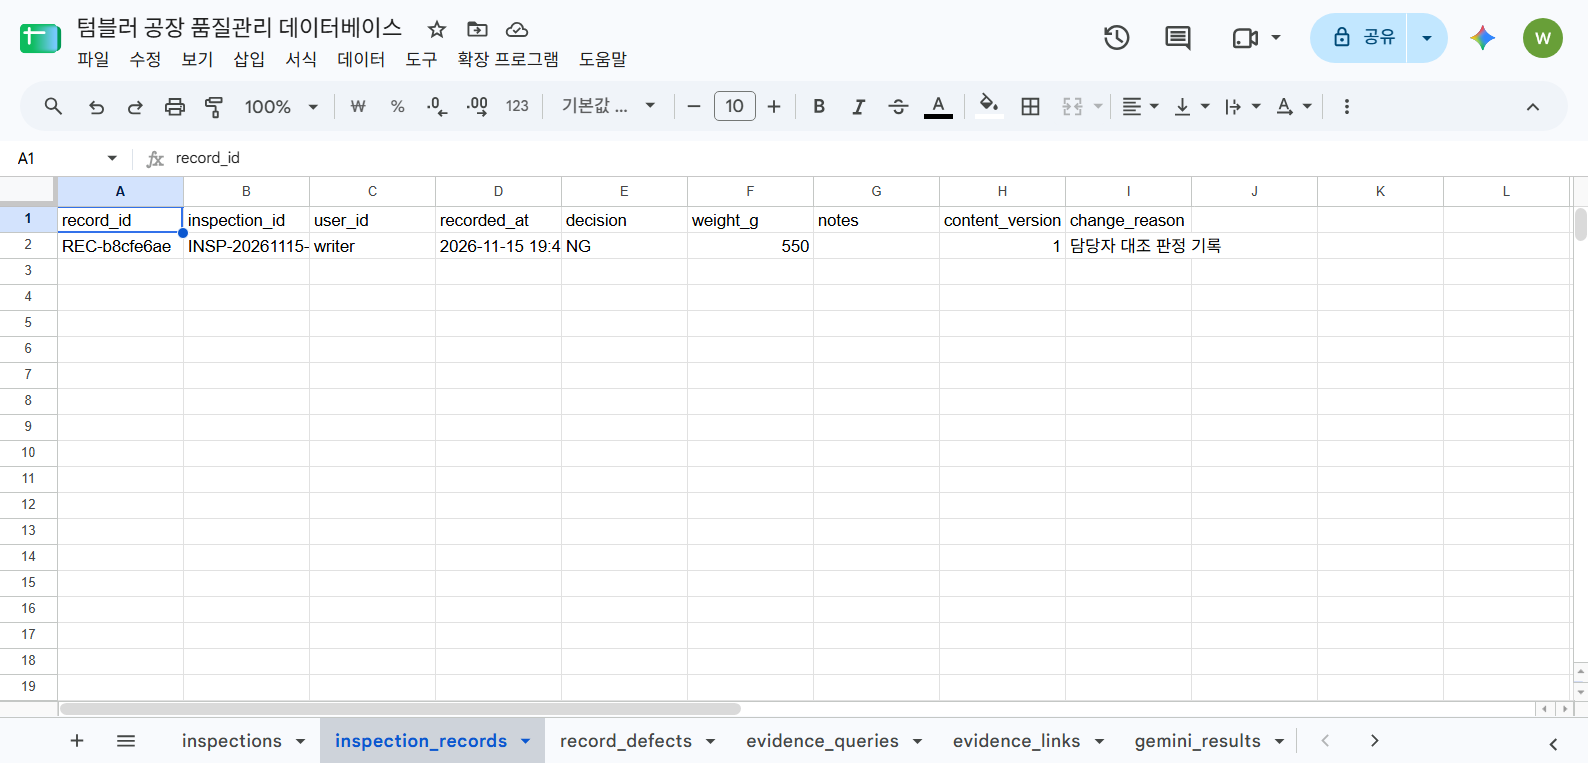 텀블러 공장 품질관리 데이터베이스
파일 수정 보기 삽입 서식 데이터 도구 확장 프로그램 도움말
공유
W
100% ₩ % .0 .00 123 기본값 ... 10 B I A A
A1 fx record_id
A B C D E F G H I J K L
1 record_id inspection_id user_id recorded_at decision weight_g notes content_version change_reason
2 REC-b8cfe6ae INSP-20261115- writer 2026-11-15 19:4 NG 550 1 담당자 대조 판정 기록
3
4
5
6
7
8
9
10
11
12
13
14
15
16
17
18
19
inspections inspection_records record_defects evidence_queries evidence_links gemini_results